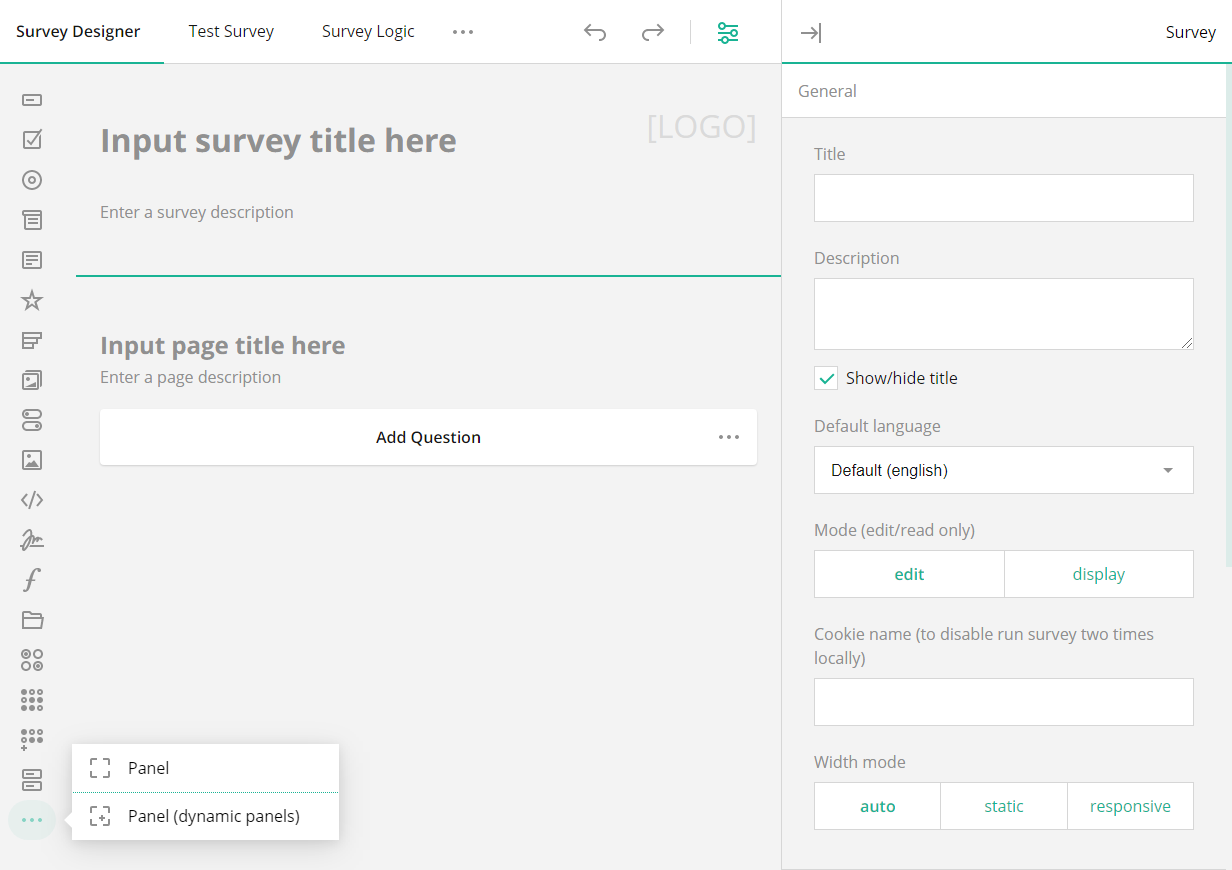 Survey Designer
Test Survey
Survey Logic
Survey
General
Input survey title here
[LOGO]
Enter a survey description
Input page title here
Enter a page description
Add Question
Panel
Panel (dynamic panels)
Title
Description
Show/hide title
Default language
Default (english)
Mode (edit/read only)
edit
display
Cookie name (to disable run survey two times
locally)
Width mode
auto
static
responsive